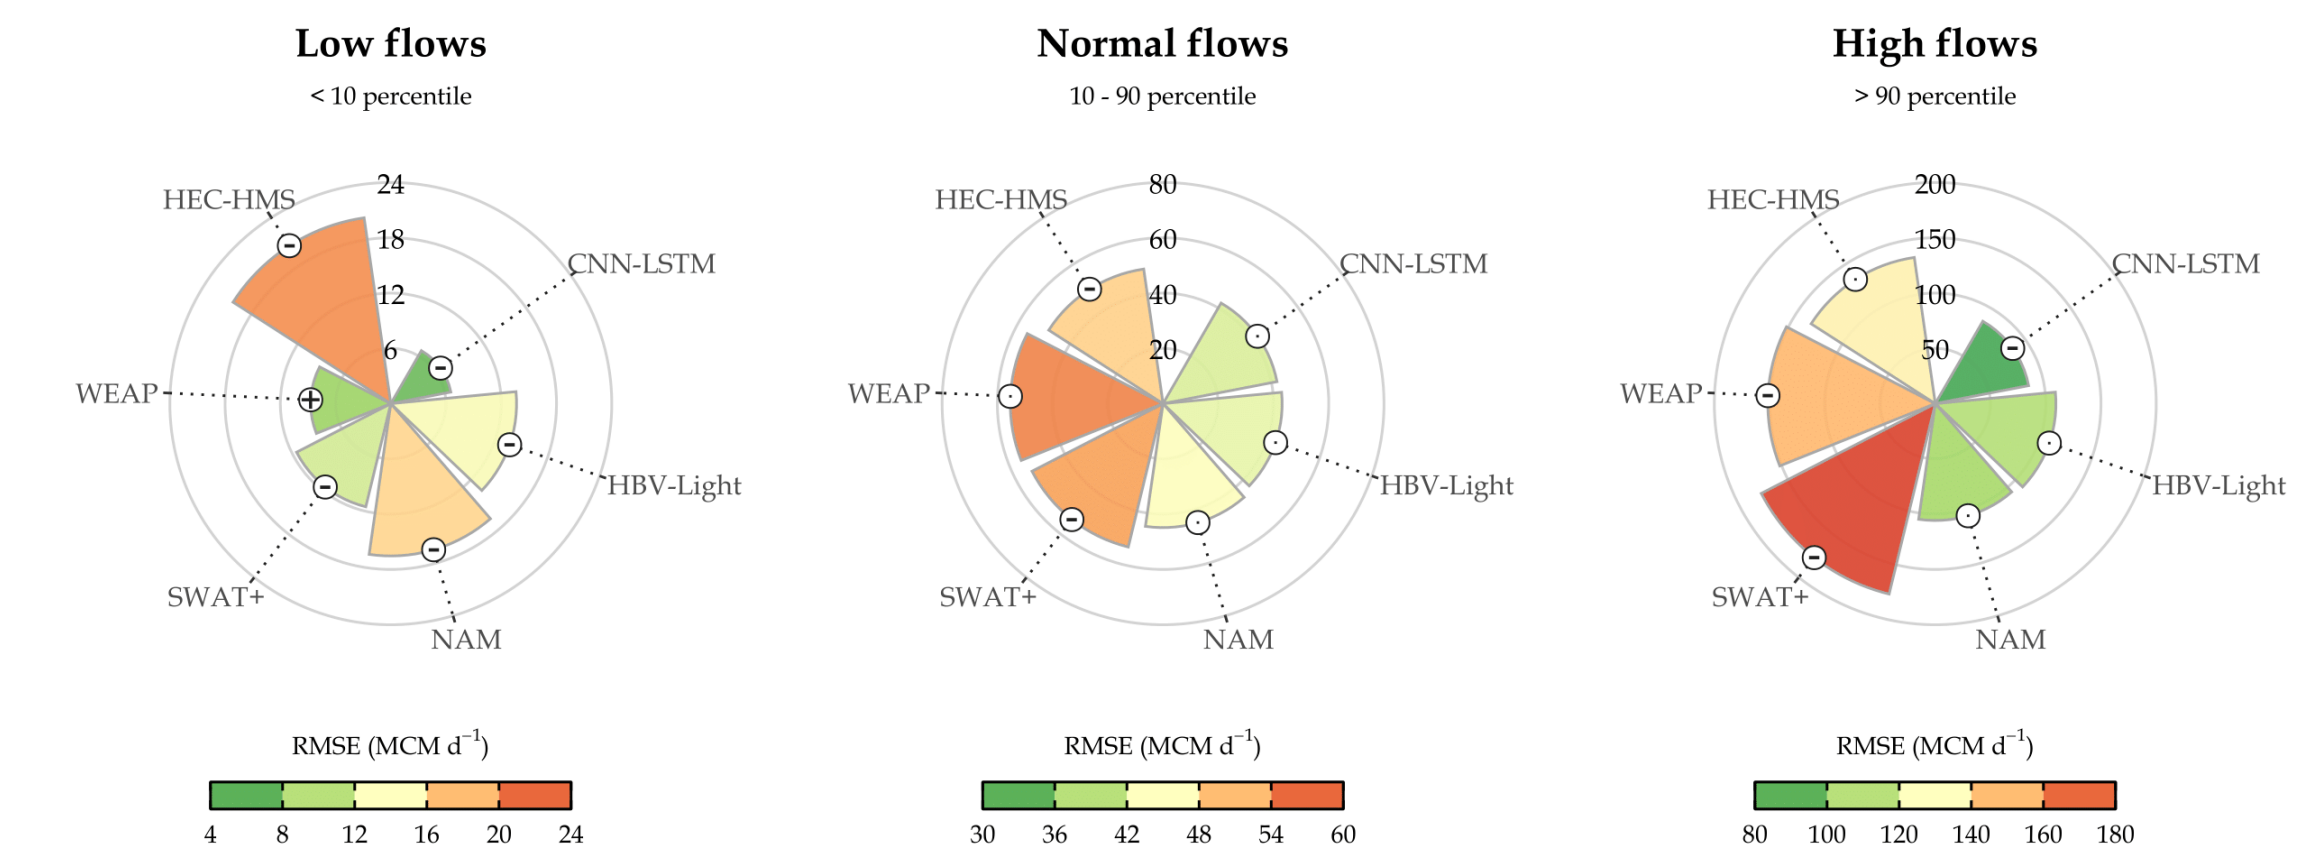 Low flows
< 10 percentile
24
HEC-HMS
18
CNN-LSTM
12
6
WEAP
HBV-Light
SWAT+
NAM
RMSE (MCM d⁻¹)
4 8 12 16 20 24
Normal flows
10 - 90 percentile
80
HEC-HMS
60
CNN-LSTM
40
20
WEAP
HBV-Light
SWAT+
NAM
RMSE (MCM d⁻¹)
30 36 42 48 54 60
High flows
> 90 percentile
200
HEC-HMS
150
CNN-LSTM
100
50
WEAP
HBV-Light
SWAT+
NAM
RMSE (MCM d⁻¹)
80 100 120 140 160 180